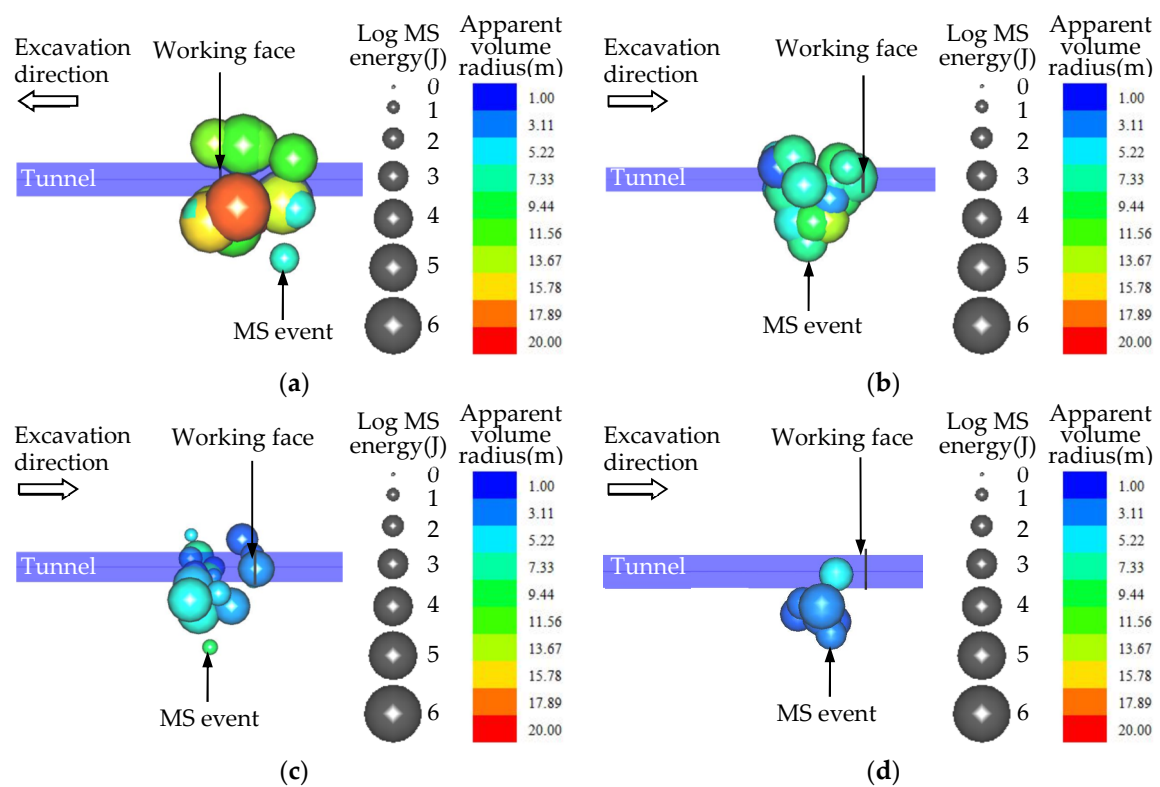 Excavation
direction
Working face
Log MS
energy(J)
Apparent
volume
radius(m)
Tunnel
MS event
0
1
2
3
4
5
6
1.00
3.11
5.22
7.33
9.44
11.56
13.67
15.78
17.89
20.00
(a)
Excavation
direction
Working face
Log MS
energy(J)
Apparent
volume
radius(m)
Tunnel
MS event
0
1
2
3
4
5
6
1.00
3.11
5.22
7.33
9.44
11.56
13.67
15.78
17.89
20.00
(b)
Excavation
direction
Working face
Log MS
energy(J)
Apparent
volume
radius(m)
Tunnel
MS event
0
1
2
3
4
5
6
1.00
3.11
5.22
7.33
9.44
11.56
13.67
15.78
17.89
20.00
(c)
Excavation
direction
Working face
Log MS
energy(J)
Apparent
volume
radius(m)
Tunnel
MS event
0
1
2
3
4
5
6
1.00
3.11
5.22
7.33
9.44
11.56
13.67
15.78
17.89
20.00
(d)